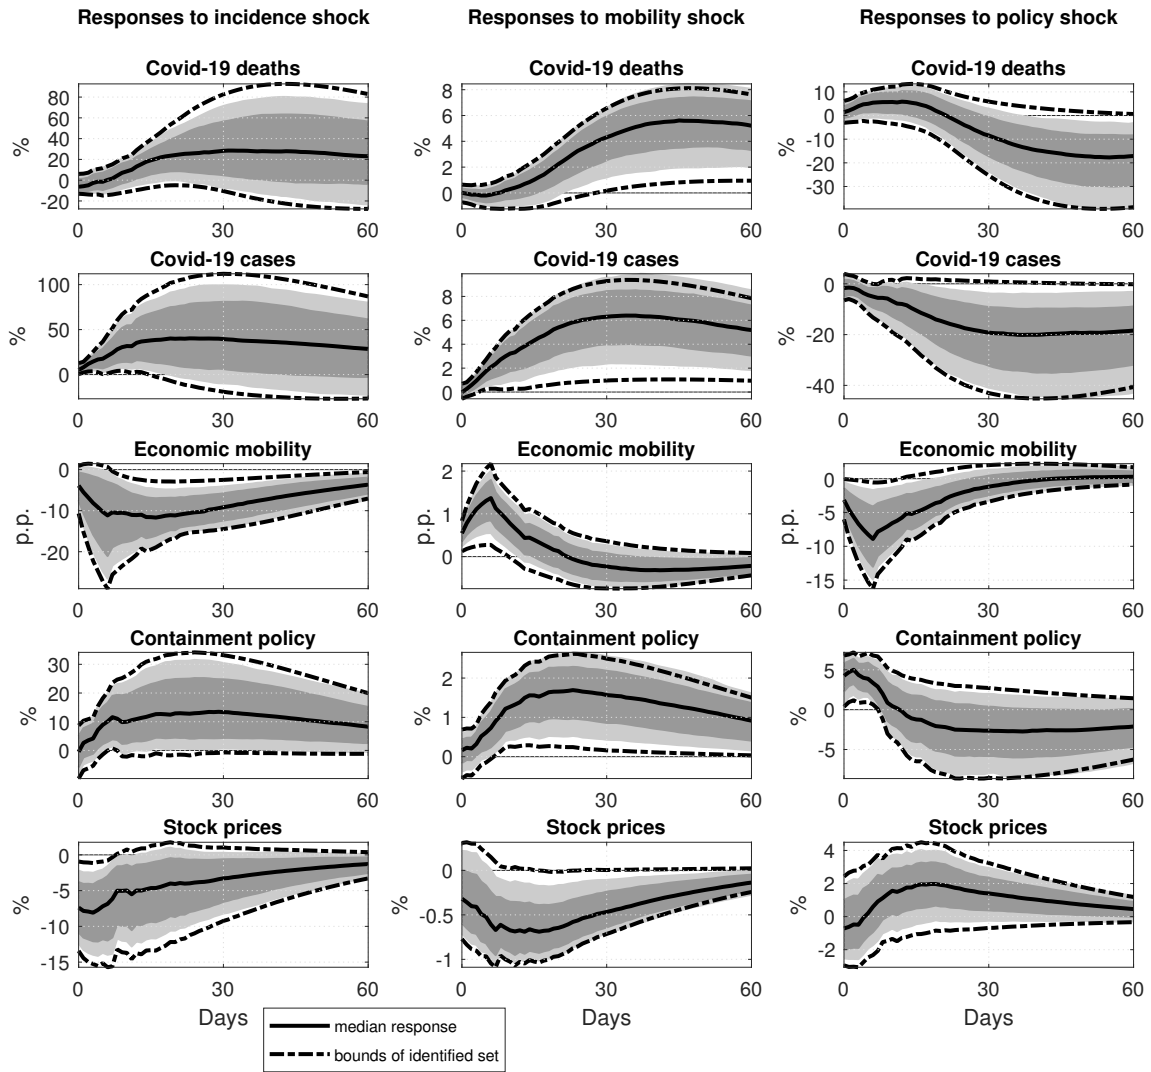 Responses to incidence shock Responses to mobility shock Responses to policy shock
Covid-19 deaths Covid-19 deaths Covid-19 deaths
80
60
40
20
0
-20
%
0 30 60
8
6
4
2
0
%
0 30 60
10
0
-10
-20
-30
%
0 30 60
Covid-19 cases Covid-19 cases Covid-19 cases
100
50
0
%
0 30 60
8
6
4
2
0
%
0 30 60
0
-20
-40
%
0 30 60
Economic mobility Economic mobility Economic mobility
0
-10
-20
p.p.
0 30 60
2
1
0
p.p.
0 30 60
0
-5
-10
-15
p.p.
0 30 60
Containment policy Containment policy Containment policy
30
20
10
0
%
0 30 60
2
1
0
%
0 30 60
5
0
-5
%
0 30 60
Stock prices Stock prices Stock prices
0
-5
-10
-15
%
0 30 60
0
-0.5
-1
%
0 30 60
4
2
0
-2
%
0 30 60
Days Days Days
median response
bounds of identified set